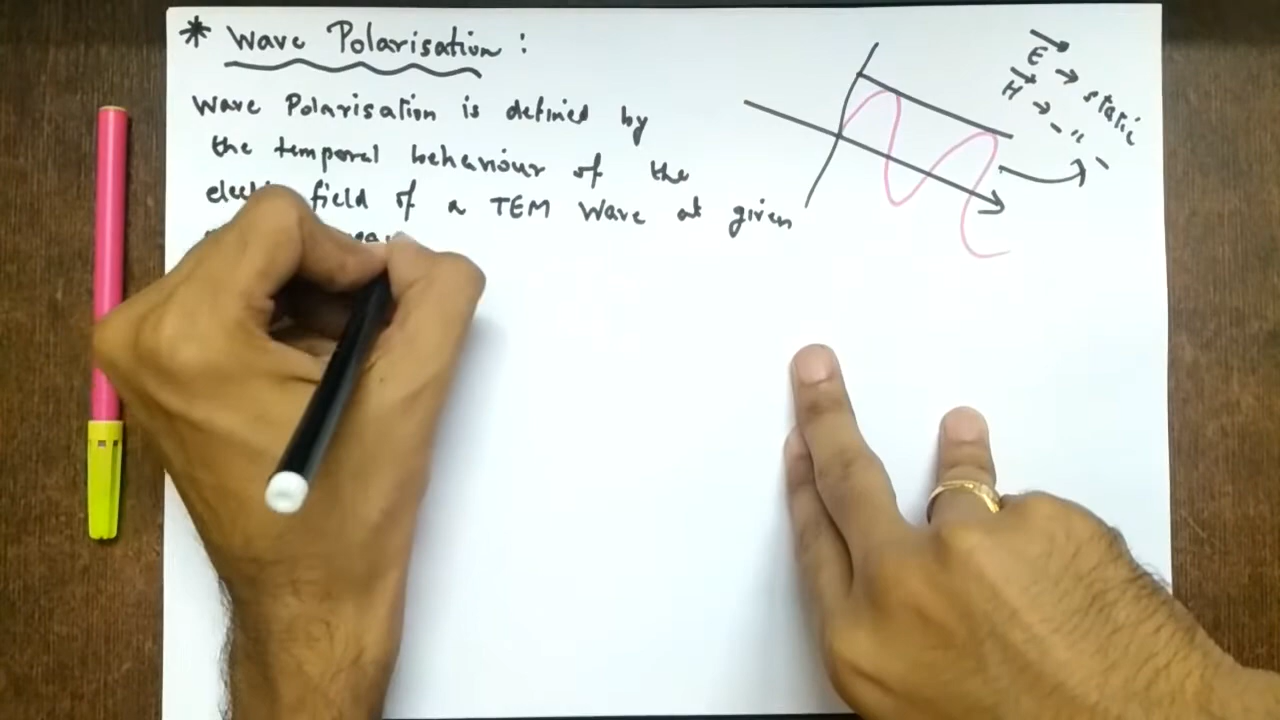 * Wave Polarisation :
Wave Polarisation is defined by
the temporal behaviour of the
field of a TEM Wave at given
E → static
H → - " -